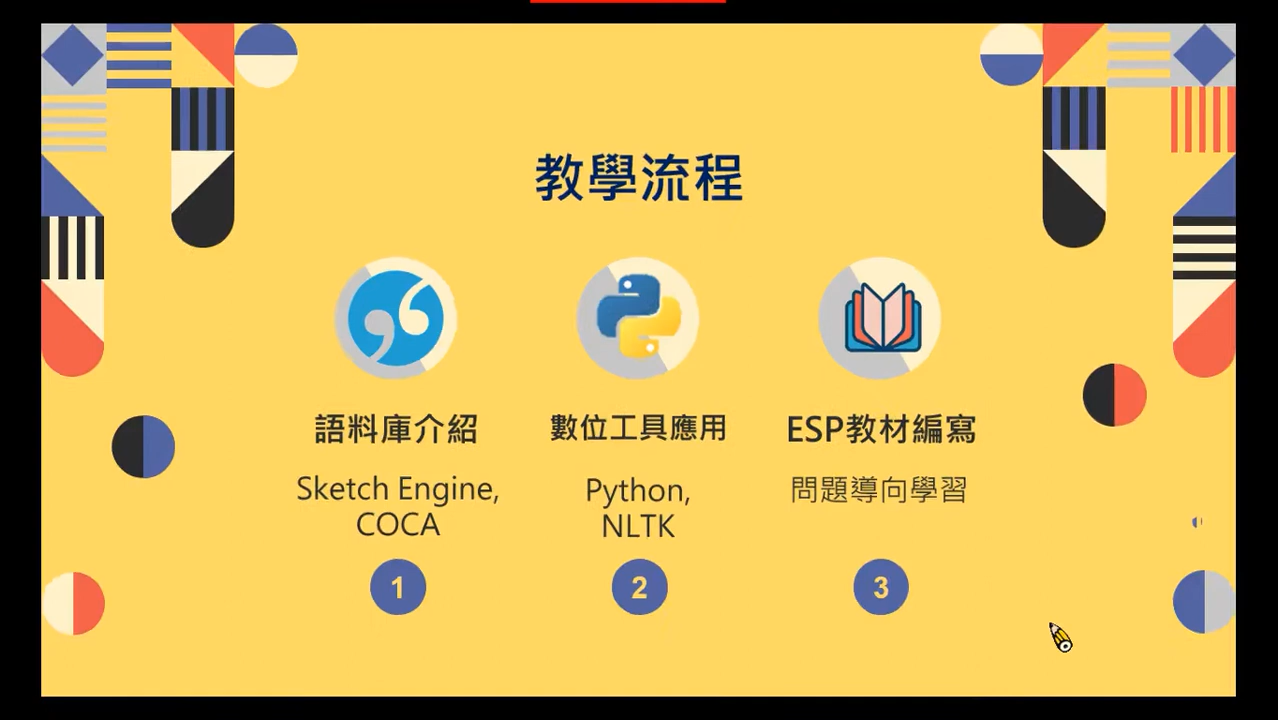 教學流程
語料庫介紹
Sketch Engine,
COCA
1
數位工具應用
Python,
NLTK
2
ESP教材編寫
問題導向學習
3